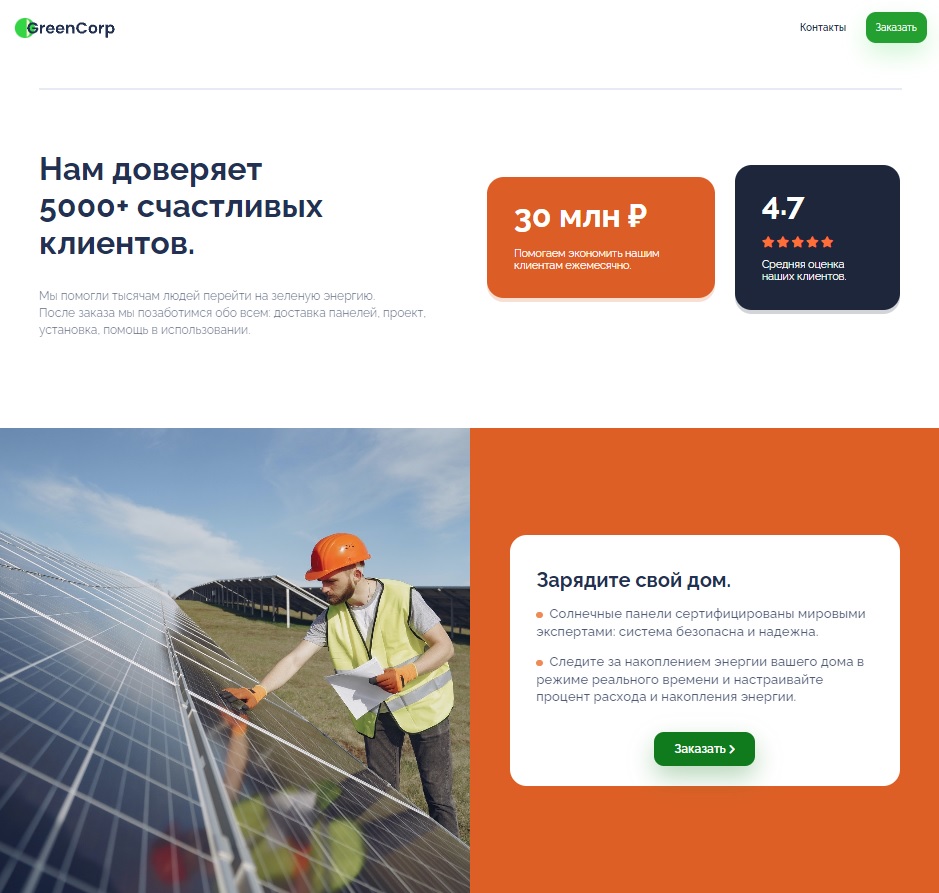 GreenCorp
Контакты
Заказать
Нам доверяет
5000+ счастливых
клиентов.
Мы помогли тысячам людей перейти на зеленую энергию.
После заказа мы позаботимся обо всем: доставка панелей, проект,
установка, помощь в использовании.
30 млн ₽
Помогаем экономить нашим
клиентам ежемесячно.
4.7
Средняя оценка
наших клиентов.
Зарядите свой дом.
Солнечные панели сертифицированы мировыми
экспертами: система безопасна и надежна.
Следите за накоплением энергии вашего дома в
режиме реального времени и настраивайте
процент расхода и накопления энергии.
Заказать